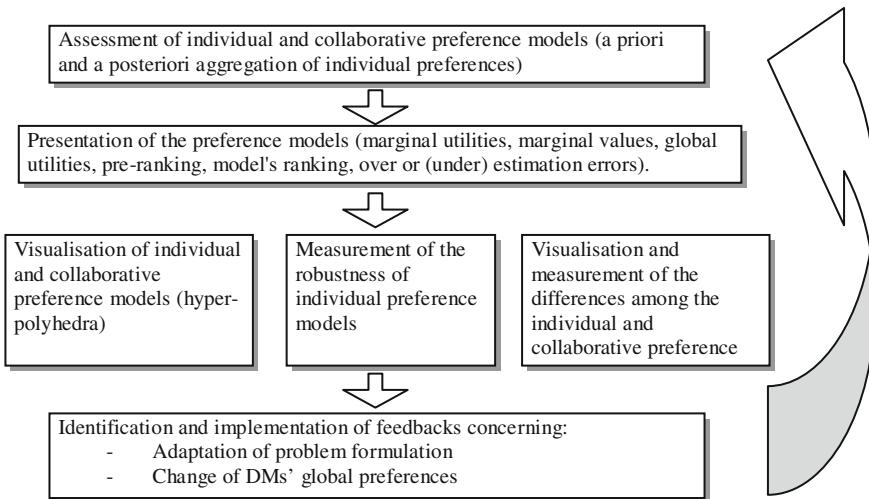 Assessment of individual and collaborative preference models (a priori
and a posteriori aggregation of individual preferences)
Presentation of the preference models (marginal utilities, marginal values, global
utilities, pre-ranking, model's ranking, over or (under) estimation errors).
Visualisation of individual
and collaborative
preference models (hyper-
polyhedra)
Measurement of the
robustness of
individual preference
models
Visualisation and
measurement of the
differences among the
individual and
collaborative preference
Identification and implementation of feedbacks concerning:
- Adaptation of problem formulation
- Change of DMs' global preferences